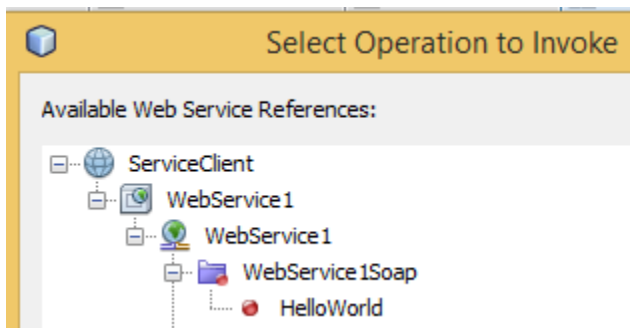 Select Operation to Invoke
Available Web Service References:
ServiceClient
WebService1
WebService1
WebService1Soap
HelloWorld